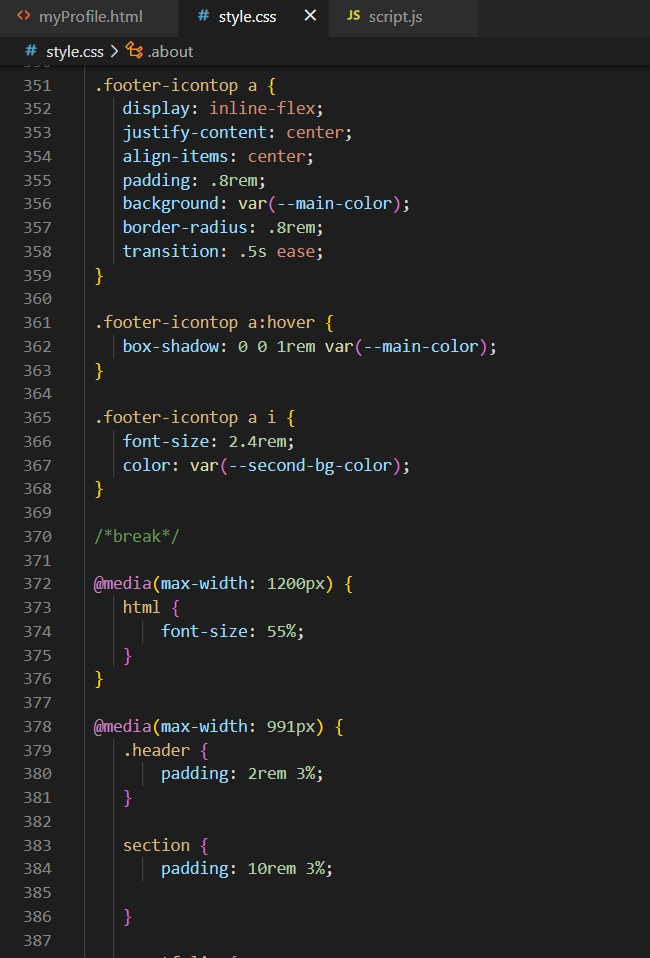 myProfile.html
# style.css ×
JS script.js
# style.css > .about
351 .footer-icontop a {
352 display: inline-flex;
353 justify-content: center;
354 align-items: center;
355 padding: .8rem;
356 background: var(--main-color);
357 border-radius: .8rem;
358 transition: .5s ease;
359 }
360
361 .footer-icontop a:hover {
362 box-shadow: 0 0 1rem var(--main-color);
363 }
364
365 .footer-icontop a i {
366 font-size: 2.4rem;
367 color: var(--second-bg-color);
368 }
369
370 /*break*/
371
372 @media(max-width: 1200px) {
373 html {
374 font-size: 55%;
375 }
376 }
377
378 @media(max-width: 991px) {
379 .header {
380 padding: 2rem 3%;
381 }
382
383 section {
384 padding: 10rem 3%;
385
386 }
387